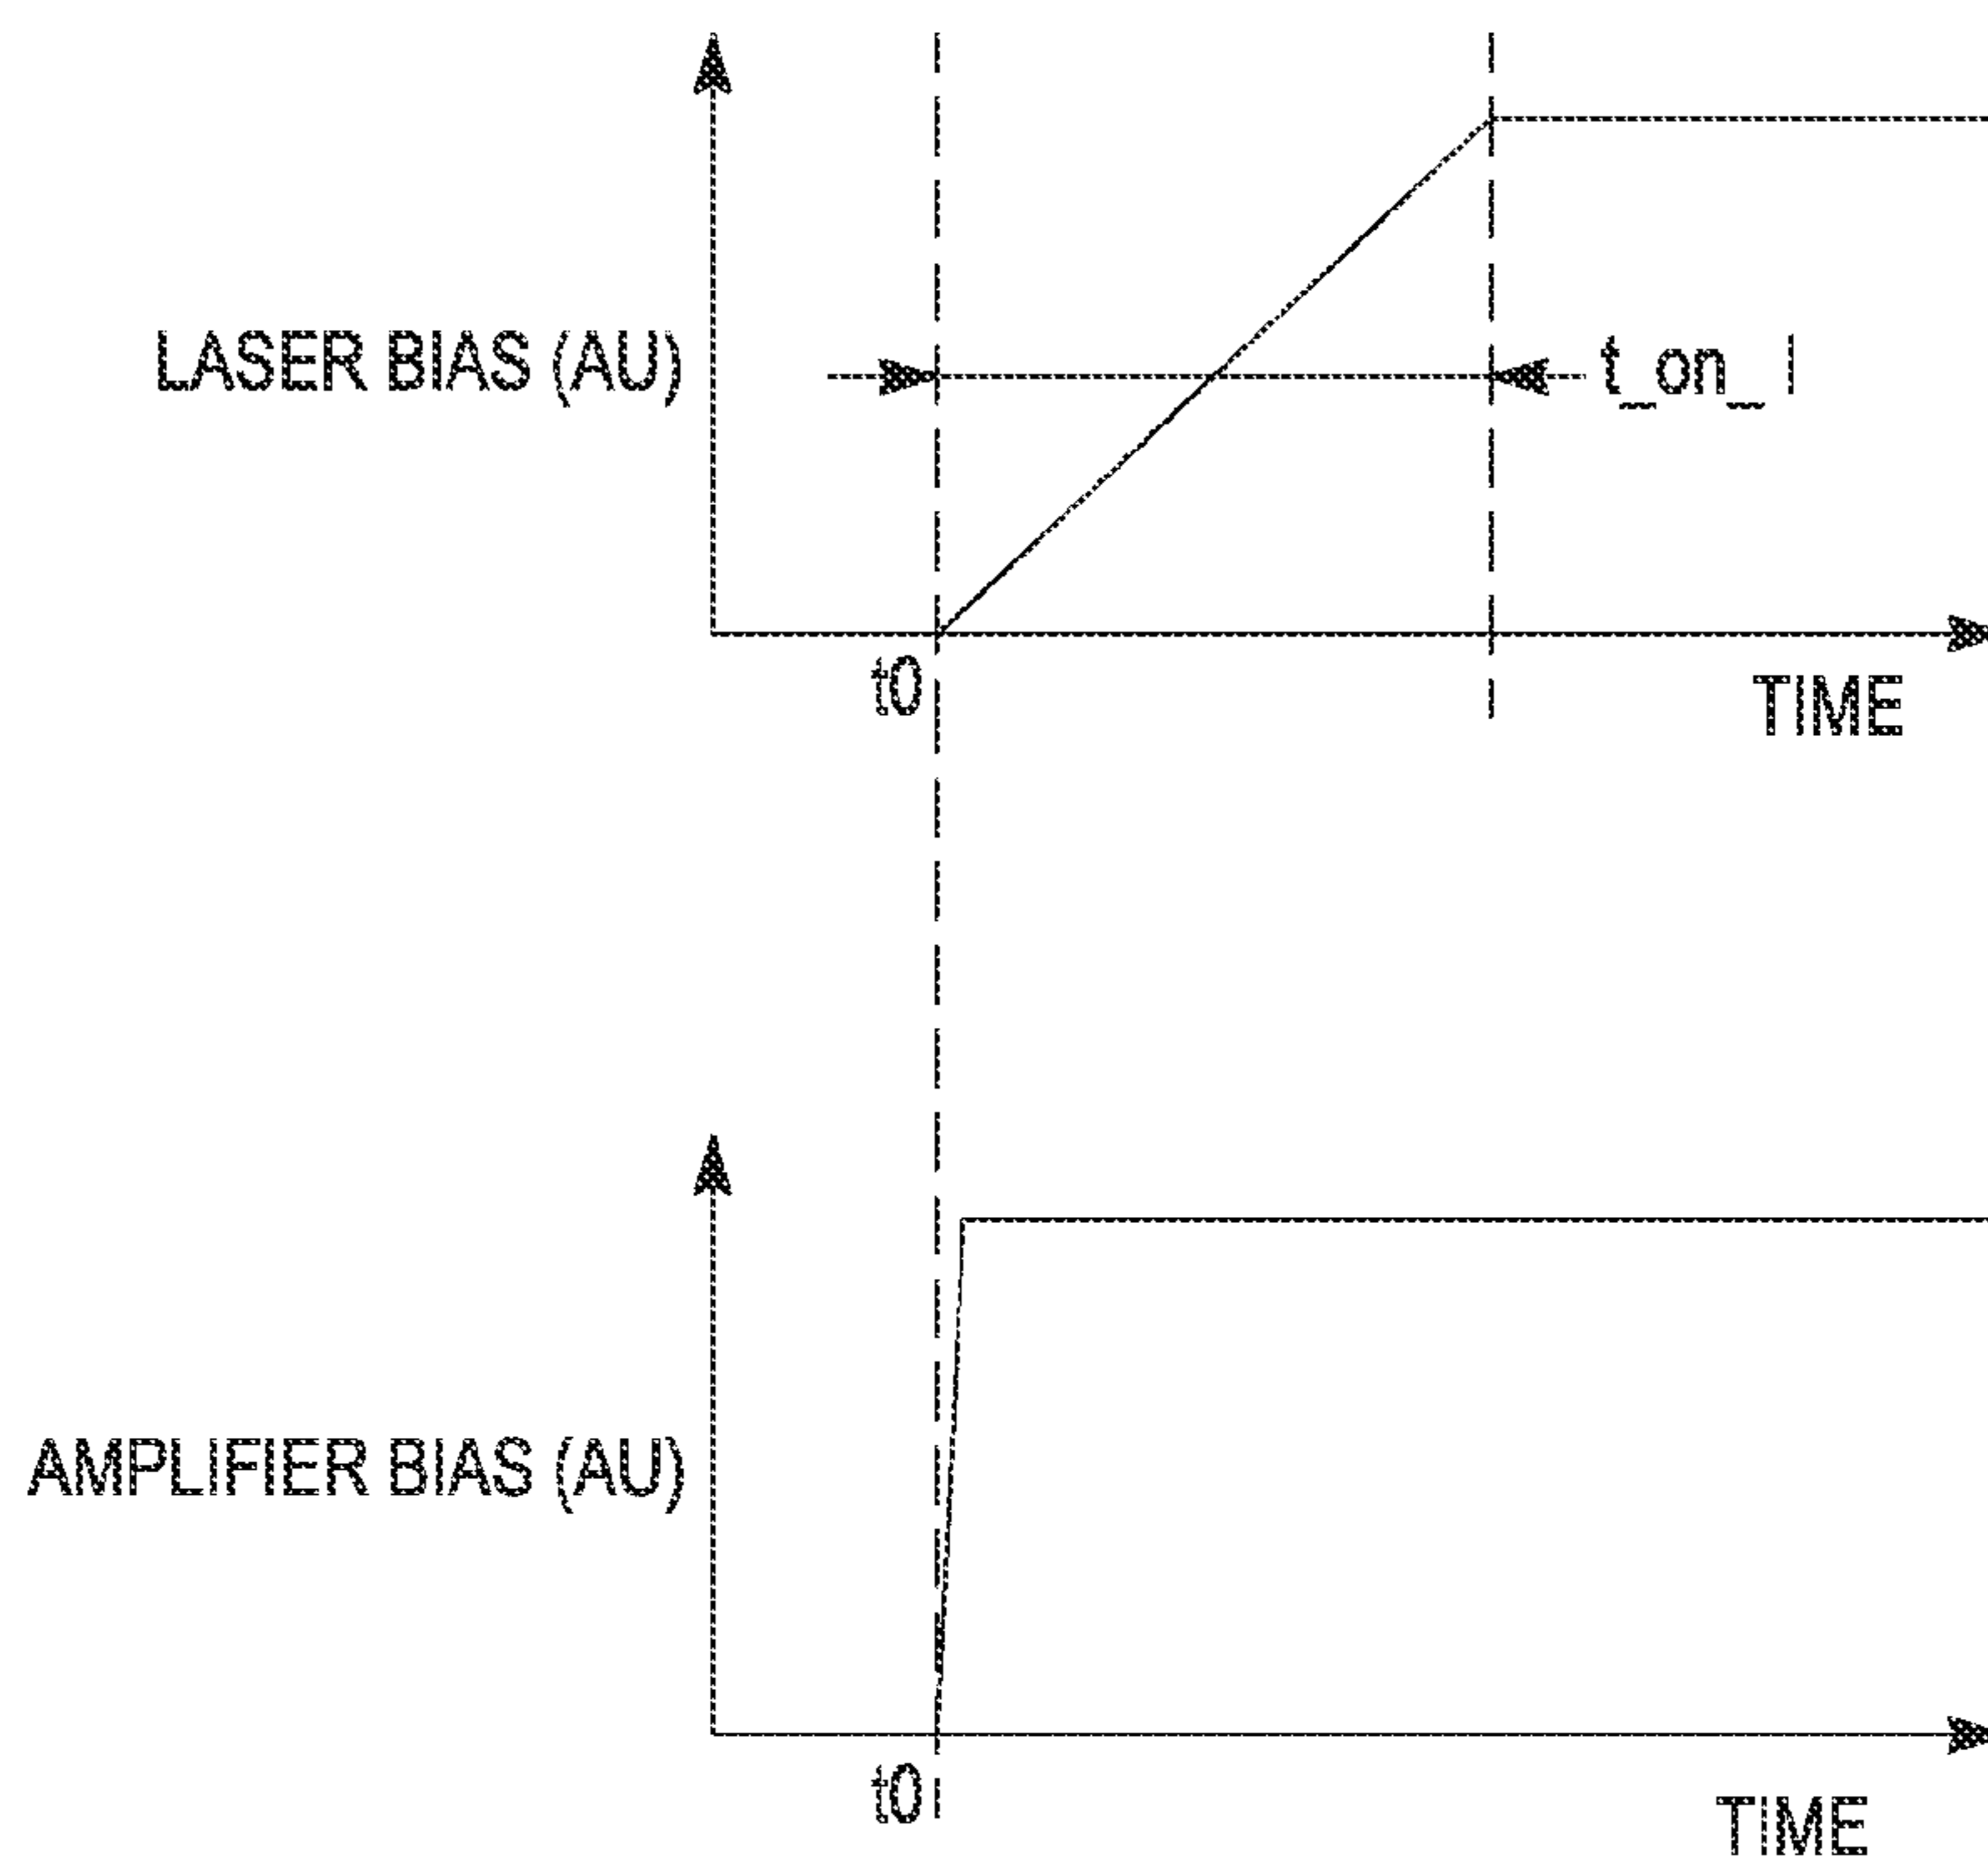 LASER BIAS (AU)
t_on_l
t0
TIME
AMPLIFIER BIAS (AU)
t0
TIME